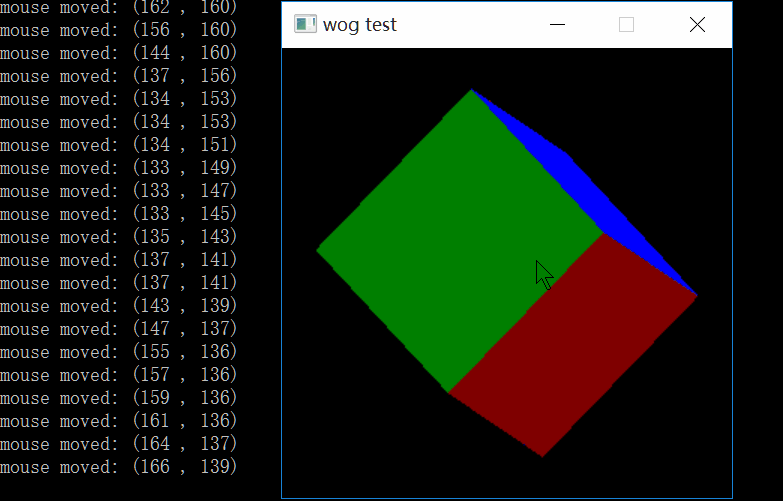 mouse moved: (162 , 160)
mouse moved: (156 , 160)
mouse moved: (144 , 160)
mouse moved: (137 , 156)
mouse moved: (134 , 153)
mouse moved: (134 , 153)
mouse moved: (134 , 151)
mouse moved: (133 , 149)
mouse moved: (133 , 147)
mouse moved: (133 , 145)
mouse moved: (135 , 143)
mouse moved: (137 , 141)
mouse moved: (137 , 141)
mouse moved: (143 , 139)
mouse moved: (147 , 137)
mouse moved: (155 , 136)
mouse moved: (157 , 136)
mouse moved: (159 , 136)
mouse moved: (161 , 136)
mouse moved: (164 , 137)
mouse moved: (166 , 139)
wog test